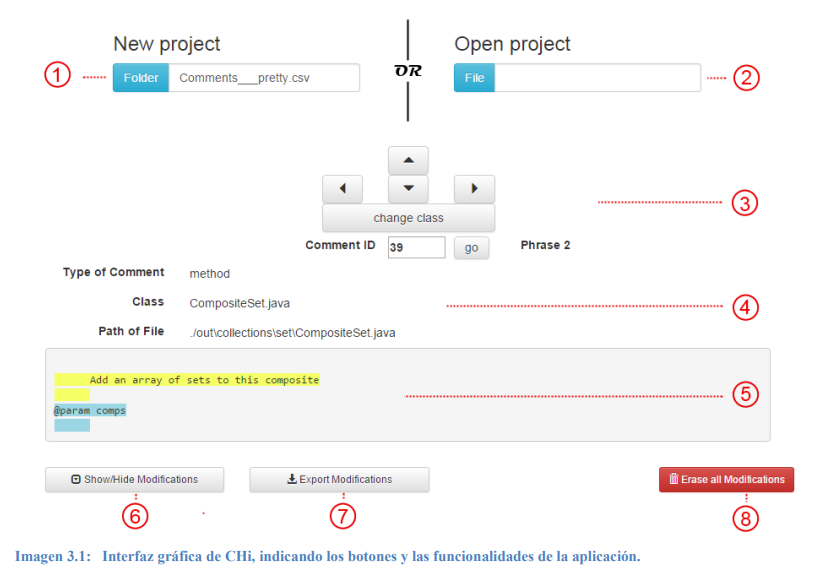 New project
Open project
OR
1
Folder
Comments___pretty.csv
File
2
3
change class
Comment ID
39
go
Phrase 2
Type of Comment
method
Class
CompositeSet.java
4
Path of File
./out\collections\set\CompositeSet.java
Add an array of sets to this composite
5
@param comps
Show/Hide Modifications
Export Modifications
Erase all Modifications
6
7
8
Imagen 3.1: Interfaz gráfica de CHi, indicando los botones y las funcionalidades de la aplicación.